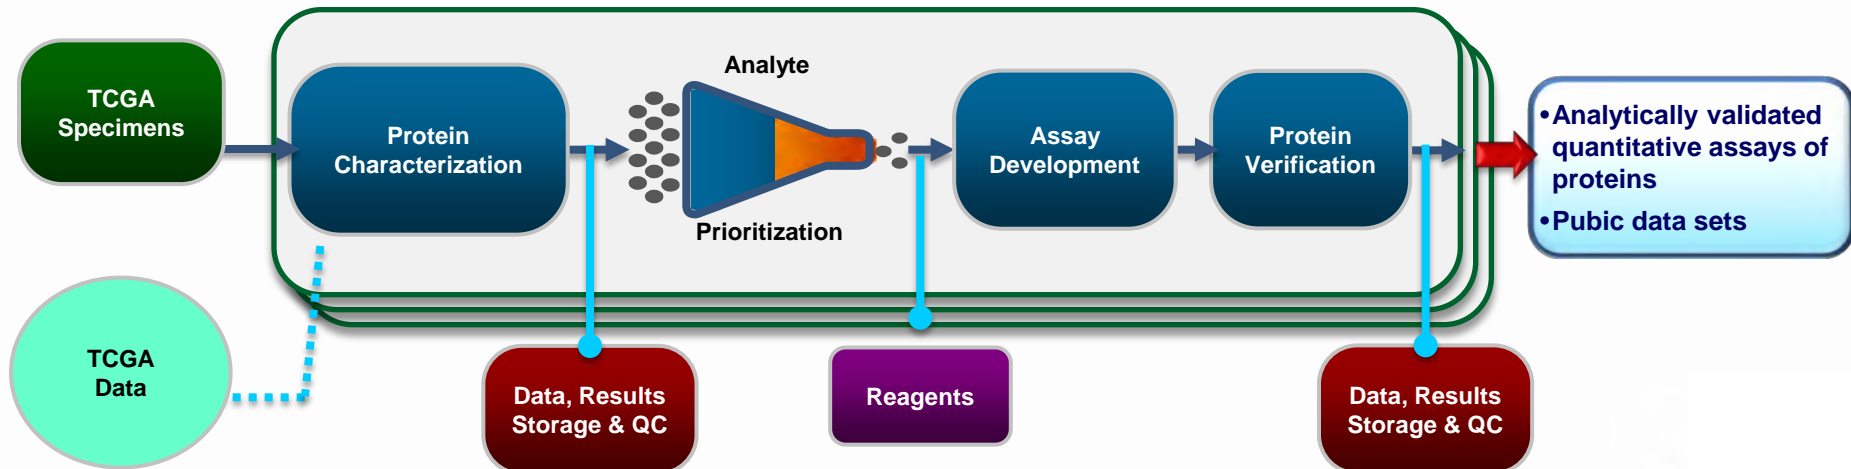 TCGA
Specimens
Protein
Characterization
Analyte
Prioritization
Assay
Development
Protein
Verification
•Analytically validated
quantitative assays of
proteins
•Pubic data sets
TCGA
Data
Data, Results
Storage & QC
Reagents
Data, Results
Storage & QC